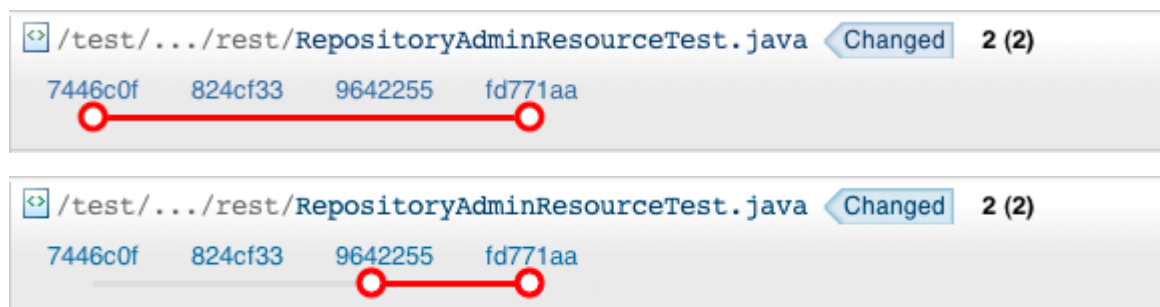 /test/.../rest/RepositoryAdminResourceTest.java Changed 2 (2)
7446c0f 824cf33 9642255 fd771aa
/test/.../rest/RepositoryAdminResourceTest.java Changed 2 (2)
7446c0f 824cf33 9642255 fd771aa